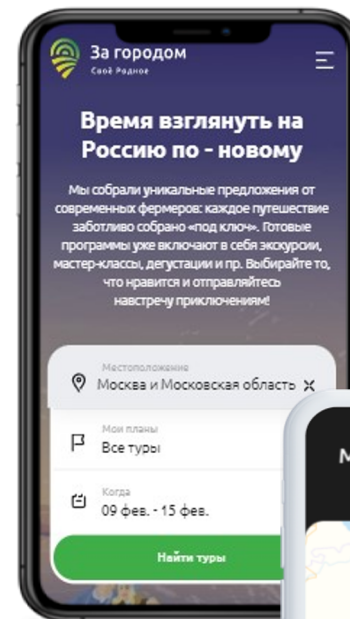 За городом
Своё Родное
Время взглянуть на
Россию по - новому
Мы собрали уникальные предложения от
современных фермеров: каждое путешествие
заботливо собрано «под ключ». Готовые
программы уже включают в себя экскурсии,
мастер-классы, дегустации и пр. Выбирайте то,
что нравится и отправляйтесь
навстречу приключениям!
Местоположение
Москва и Московская область
Мои планы
Все туры
Когда
09 фев. - 15 фев.
Найти туры